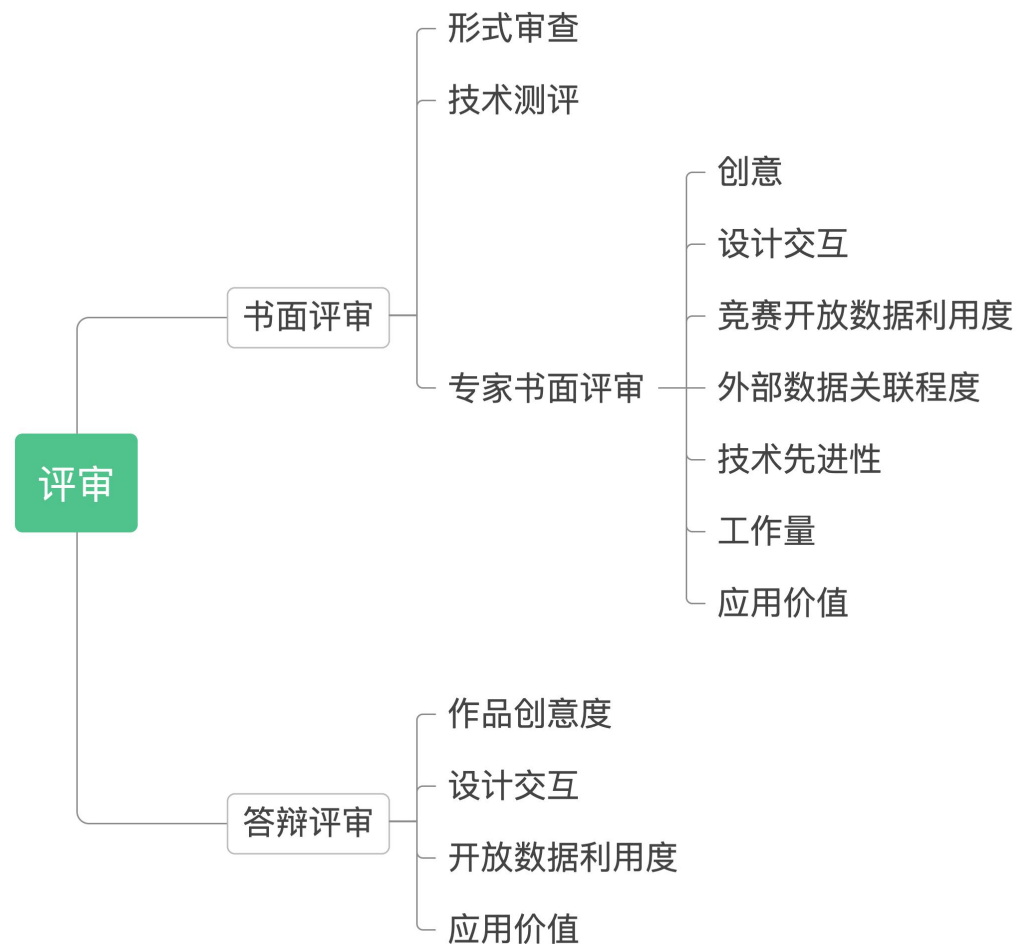 评审
书面评审
形式审查
技术测评
专家书面评审
创意
设计交互
竞赛开放数据利用度
外部数据关联程度
技术先进性
工作量
应用价值
答辩评审
作品创意度
设计交互
开放数据利用度
应用价值